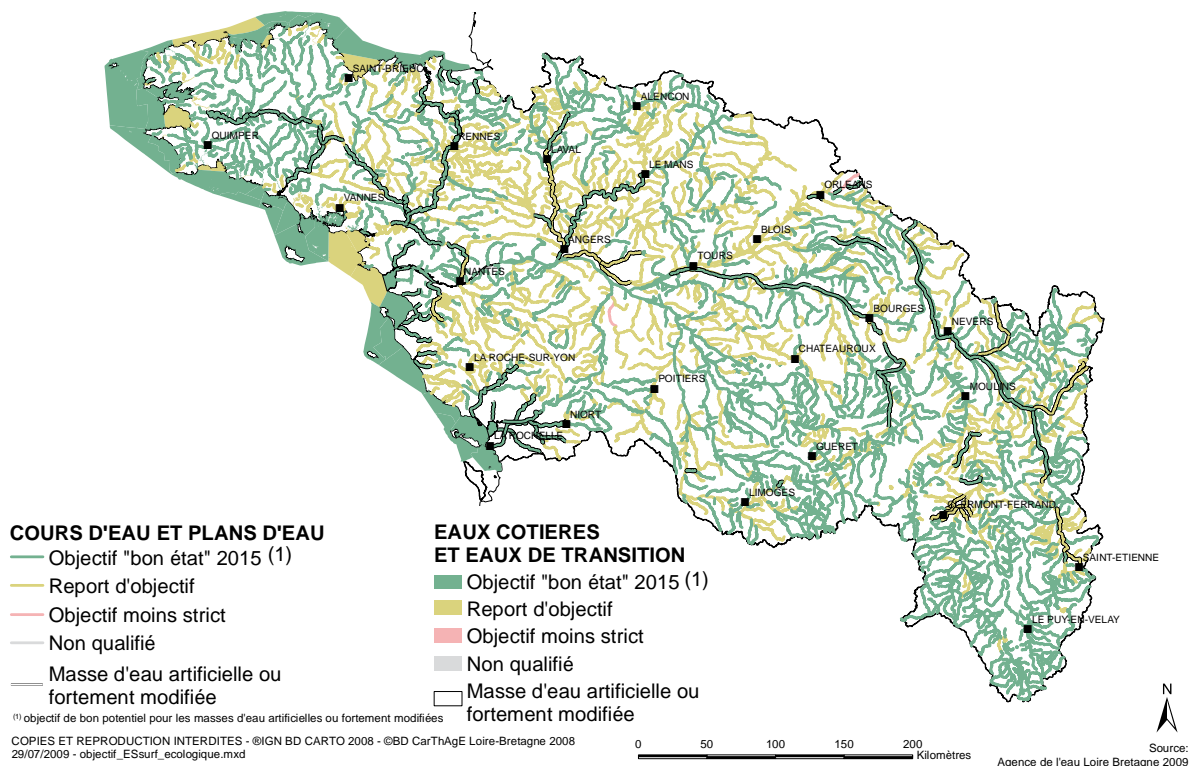 SAINT-BRIEUC
ALENCON
QUIMPER
RENNES
LAVAL
LE MANS
ORLEANS
VANNES
BLOIS
ANGERS
TOURS
NANTES
BOURGES
NEVERS
CHATEAUROUX
LA ROCHE-SUR-YON
POITIERS
MOULINS
NIORT
LA ROCHELLE
GUERET
LIMOGES
CLERMONT-FERRAND
SAINT-ETIENNE
LE PUY-EN-VELAY
COURS D'EAU ET PLANS D'EAU
Objectif "bon état" 2015 (1)
Report d'objectif
Objectif moins strict
Non qualifié
Masse d'eau artificielle ou
fortement modifiée
(1) objectif de bon potentiel pour les masses d'eau artificielles ou fortement modifiées
EAUX COTIERES
ET EAUX DE TRANSITION
Objectif "bon état" 2015 (1)
Report d'objectif
Objectif moins strict
Non qualifié
Masse d'eau artificielle ou
fortement modifiée
COPIES ET REPRODUCTION INTERDITES - ®IGN BD CARTO 2008 - ©BD CarThAgE Loire-Bretagne 2008
29/07/2009 - objectif_ESsurf_ecologique.mxd
0 50 100 150 200
Kilomètres
N
Source:
Agence de l'eau Loire Bretagne 2009